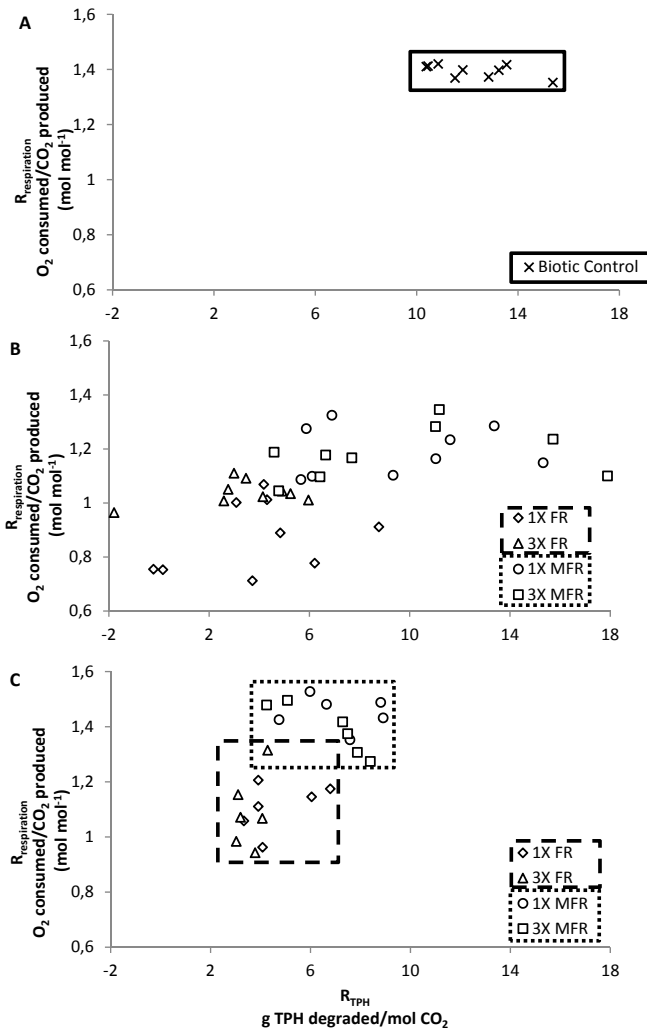 A
R respiration
O2 consumed/CO2 produced
(mol mol-1)
1,6
1,4
1,2
1
0,8
0,6
-2
2
6
10
14
18
Biotic Control
B
R respiration
O2 consumed/CO2 produced
(mol mol-1)
1,6
1,4
1,2
1
0,8
0,6
-2
2
6
10
14
18
1X FR
3X FR
1X MFR
3X MFR
C
R respiration
O2 consumed/CO2 produced
(mol mol-1)
1,6
1,4
1,2
1
0,8
0,6
-2
2
6
10
14
18
1X FR
3X FR
1X MFR
3X MFR
RTPH
g TPH degraded/mol CO2